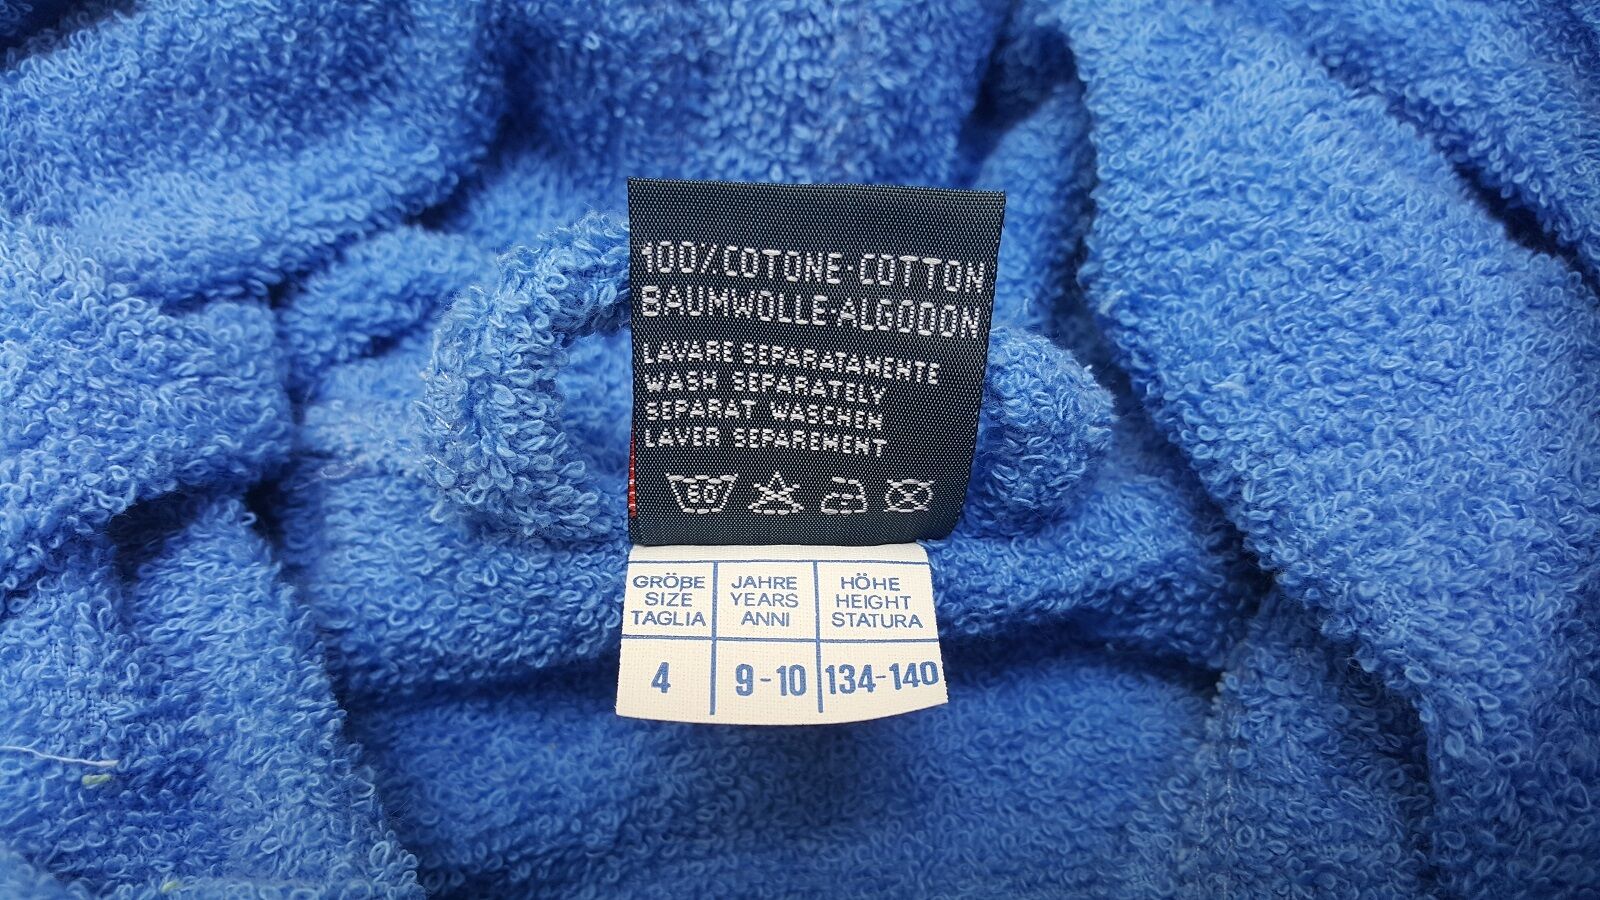 100% COTONE-COTTON
BAUMWOLLE-ALGODON
LAVARE SEPARATAMENTE
WASH SEPARATELY
SEPARAT WASCHEN
LAVER SEPAREMENT
60
GRÖBE JAHRE HÖHE
SIZE YEARS HEIGHT
TAGLIA ANNI STATURA
4 9-10 134-140